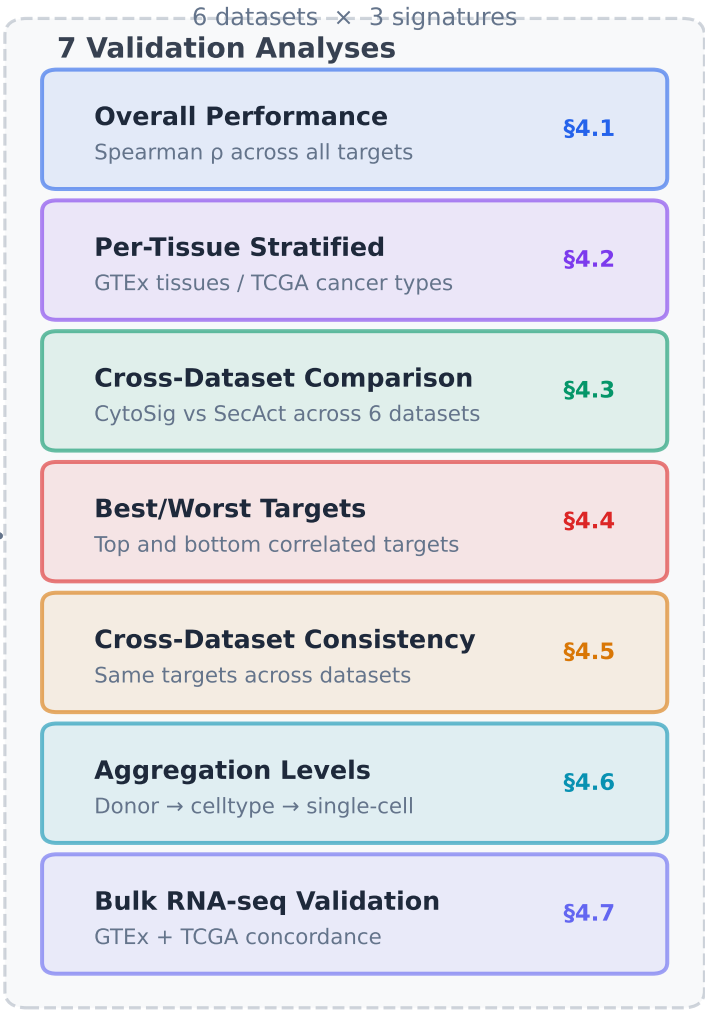 6 datasets × 3 signatures
7 Validation Analyses
Overall Performance
Spearman ρ across all targets
§4.1
Per-Tissue Stratified
GTEx tissues / TCGA cancer types
§4.2
Cross-Dataset Comparison
CytoSig vs SecAct across 6 datasets
§4.3
Best/Worst Targets
Top and bottom correlated targets
§4.4
Cross-Dataset Consistency
Same targets across datasets
§4.5
Aggregation Levels
Donor → celltype → single-cell
§4.6
Bulk RNA-seq Validation
GTEx + TCGA concordance
§4.7